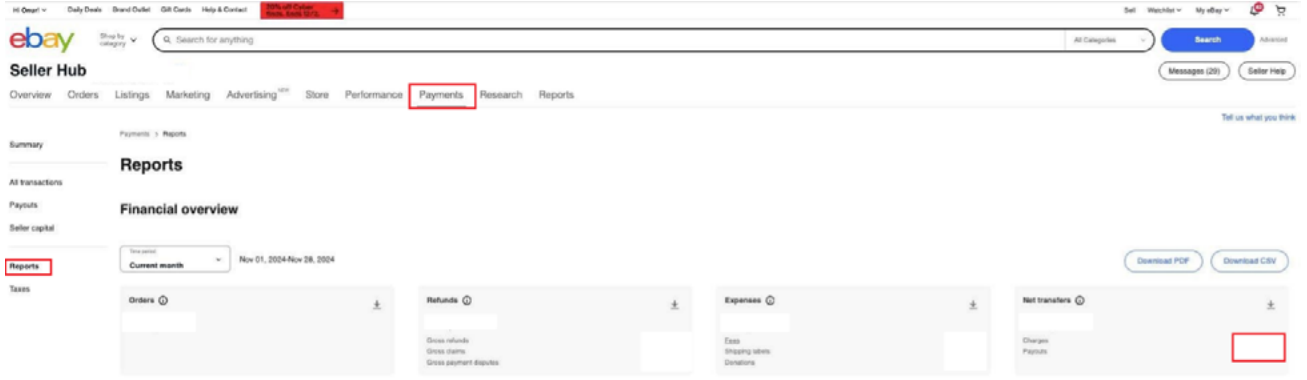 Hi Omar!
Daily Deals
Brand Outlet
Gift Cards
Help & Contact
Sell
Watchlist
My eBay
ebay
Shop by category
Search for anything
All Categories
Search
Advanced
Seller Hub
Messages (29)
Seller Help
Overview
Orders
Listings
Marketing
Advertising NEW
Store
Performance
Payments
Research
Reports
Tell us what you think
Payments > Reports
Summary
Reports
All transactions
Payouts
Financial overview
Seller capital
Time period
Current month
Nov 01, 2024-Nov 28, 2024
Download PDF
Download CSV
Reports
Taxes
Orders
Refunds
Gross refunds
Gross claims
Gross payment disputes
Expenses
Fees
Shipping labels
Donations
Net transfers
Charges
Payouts